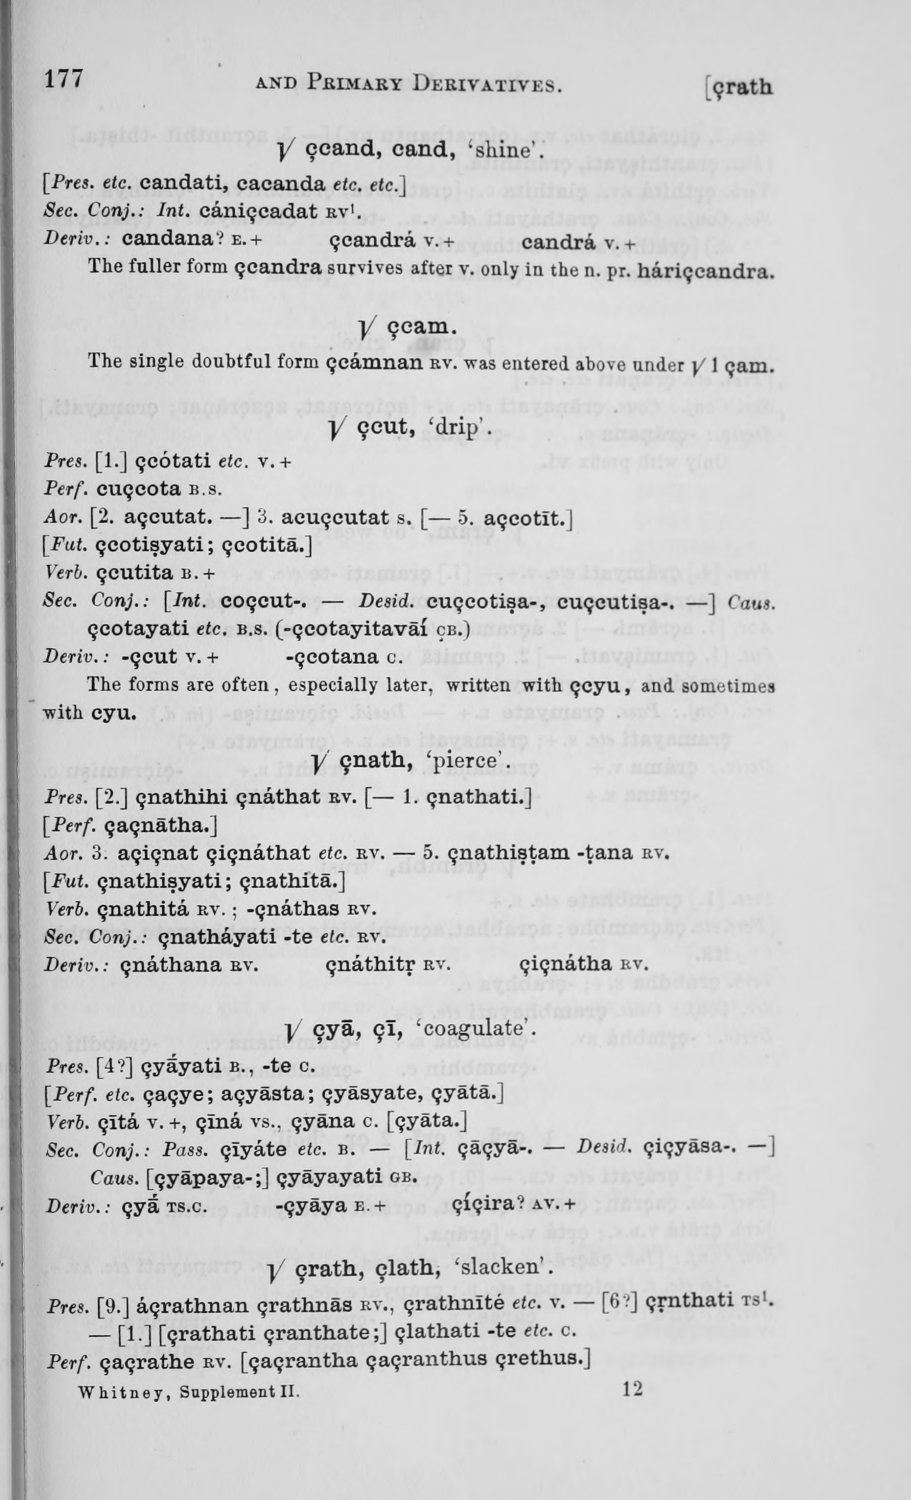 177 AND PRIMARY DERIVATIVES. [çrath
√ çcand, cand, ‘shine’.
[Pres. etc. candati, cacanda etc. etc.]
Sec. Conj.: Int. cániçcadat RV¹.
Deriv.: candana? E.+ çcandrá V.+ candrá V.+
The fuller form çcandra survives after V. only in the n. pr. háriçcandra.
√ çcam.
The single doubtful form çcámnan RV. was entered above under √ 1 çam.
√ çcut, ‘drip’.
Pres. [1.] çcótati etc. V.+
Perf. cuçcota B.S.
Aor. [2. açcutat. —] 3. acuçcutat S. [— 5. açcotīt.]
[Fut. çcotiṣyati; çcotitā.]
Verb. çcutita B.+
Sec. Conj.: [Int. coçcut-. — Desid. cuçcotiṣa-, cuçcutiṣa-. —] Caus.
çcotayati etc. B.S. (-çcotayitavāí ÇB.)
Deriv.: -çcut V.+ -çcotana C.
The forms are often, especially later, written with çcyu, and sometimes
with cyu.
√ çnath, ‘pierce’.
Pres. [2.] çnathihi çnáthat RV. [— 1. çnathati.]
[Perf. çaçnātha.]
Aor. 3. açiçnat çiçnáthat etc. RV. — 5. çnathiṣṭam -ṭana RV.
[Fut. çnathiṣyati; çnathitā.]
Verb. çnathitá RV.; -çnáthas RV.
Sec. Conj.: çnatháyati -te etc. RV.
Deriv.: çnáthana RV. çnáthitṛ RV. çiçnátha RV.
√ çyā, çī, ‘coagulate’.
Pres. [4?] çyā́yati B., -te C.
[Perf. etc. çaçye; açyāsta; çyāsyate, çyātā.]
Verb. çītá V.+, çīná VS., çyāna C. [çyāta.]
Sec. Conj.: Pass. çīyáte etc. B. — [Int. çāçyā-. — Desid. çiçyāsa-. —]
Caus. [çyāpaya-;] çyāyayati GB.
Deriv.: çyā́ TS.C. -çyāya E.+ çíçira? AV.+
√ çrath, çlath, ‘slacken’.
Pres. [9.] áçrathnan çrathnās RV., çrathnīté etc. V. — [6?] çṛnthati TS¹.
— [1.] [çrathati çranthate;] çlathati -te etc. C.
Perf. çaçrathe RV. [çaçrantha çaçranthus çrethus.]
Whitney, Supplement II. 12